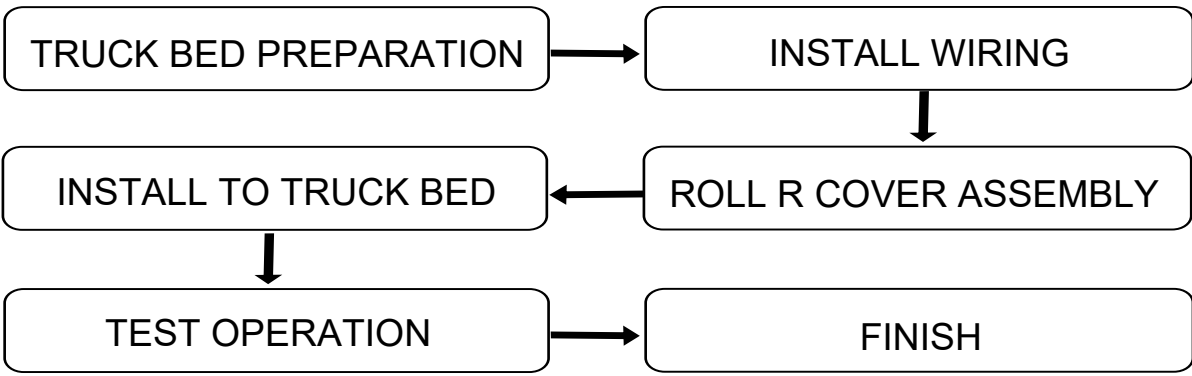 TRUCK BED PREPARATION
INSTALL WIRING
ROLL R COVER ASSEMBLY
INSTALL TO TRUCK BED
TEST OPERATION
FINISH